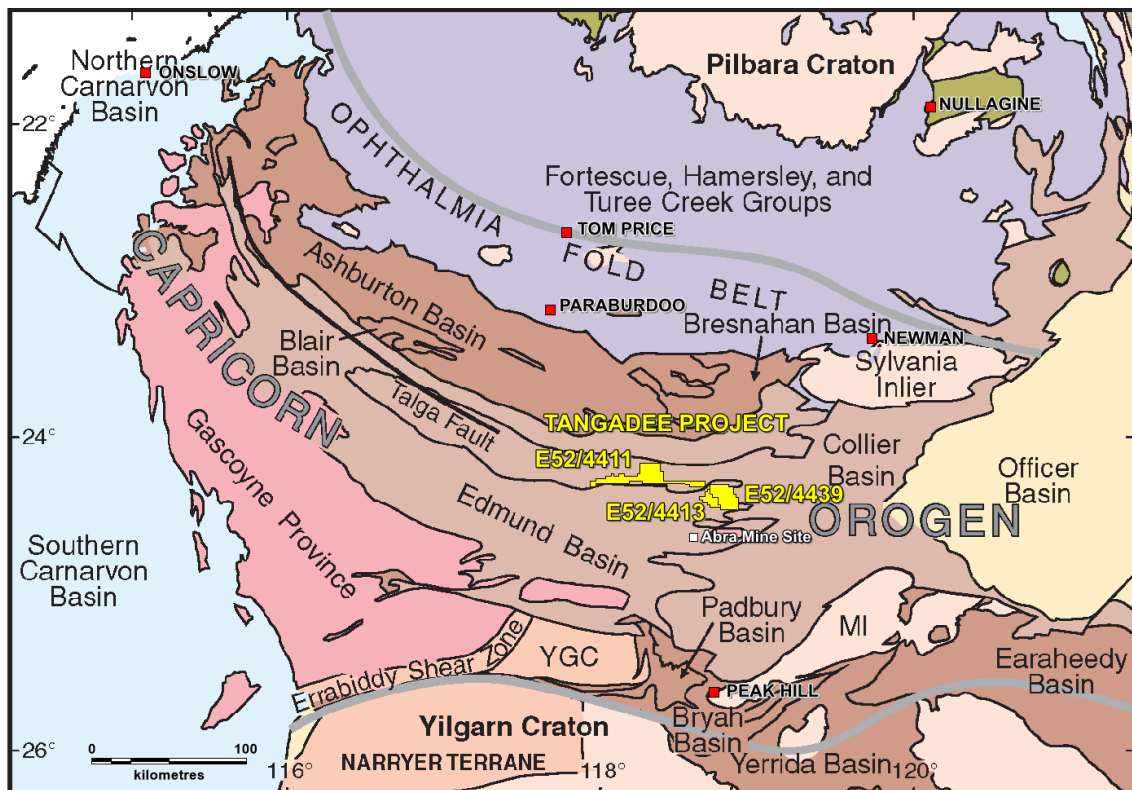 Northern
Carnarvon
Basin
ONSLOW
Pilbara Craton
NULLAGINE
22°
OPHTHALMIA
FOLD
BELT
Fortescue, Hamersley, and
Turee Creek Groups
TOM PRICE
CAPRICORN
Ashburton Basin
PARABURDOO
Bresnahan Basin
NEWMAN
Sylvania
Inlier
Blair
Basin
Talga Fault
TANGADEE PROJECT
24°
E52/4411
E52/4439
E52/4413
Collier
Basin
Officer
Basin
OROGEN
Gascoyne Province
Edmund Basin
Abra Mine Site
Southern
Carnarvon
Basin
Padbury
Basin
MI
Errabiddy Shear Zone
YGC
Earaheedy
Basin
PEAK HILL
Yilgarn Craton
Bryah
Basin
26°
0
100
kilometres
NARRYER TERRANE
Yerrida Basin
116°
118°
120°